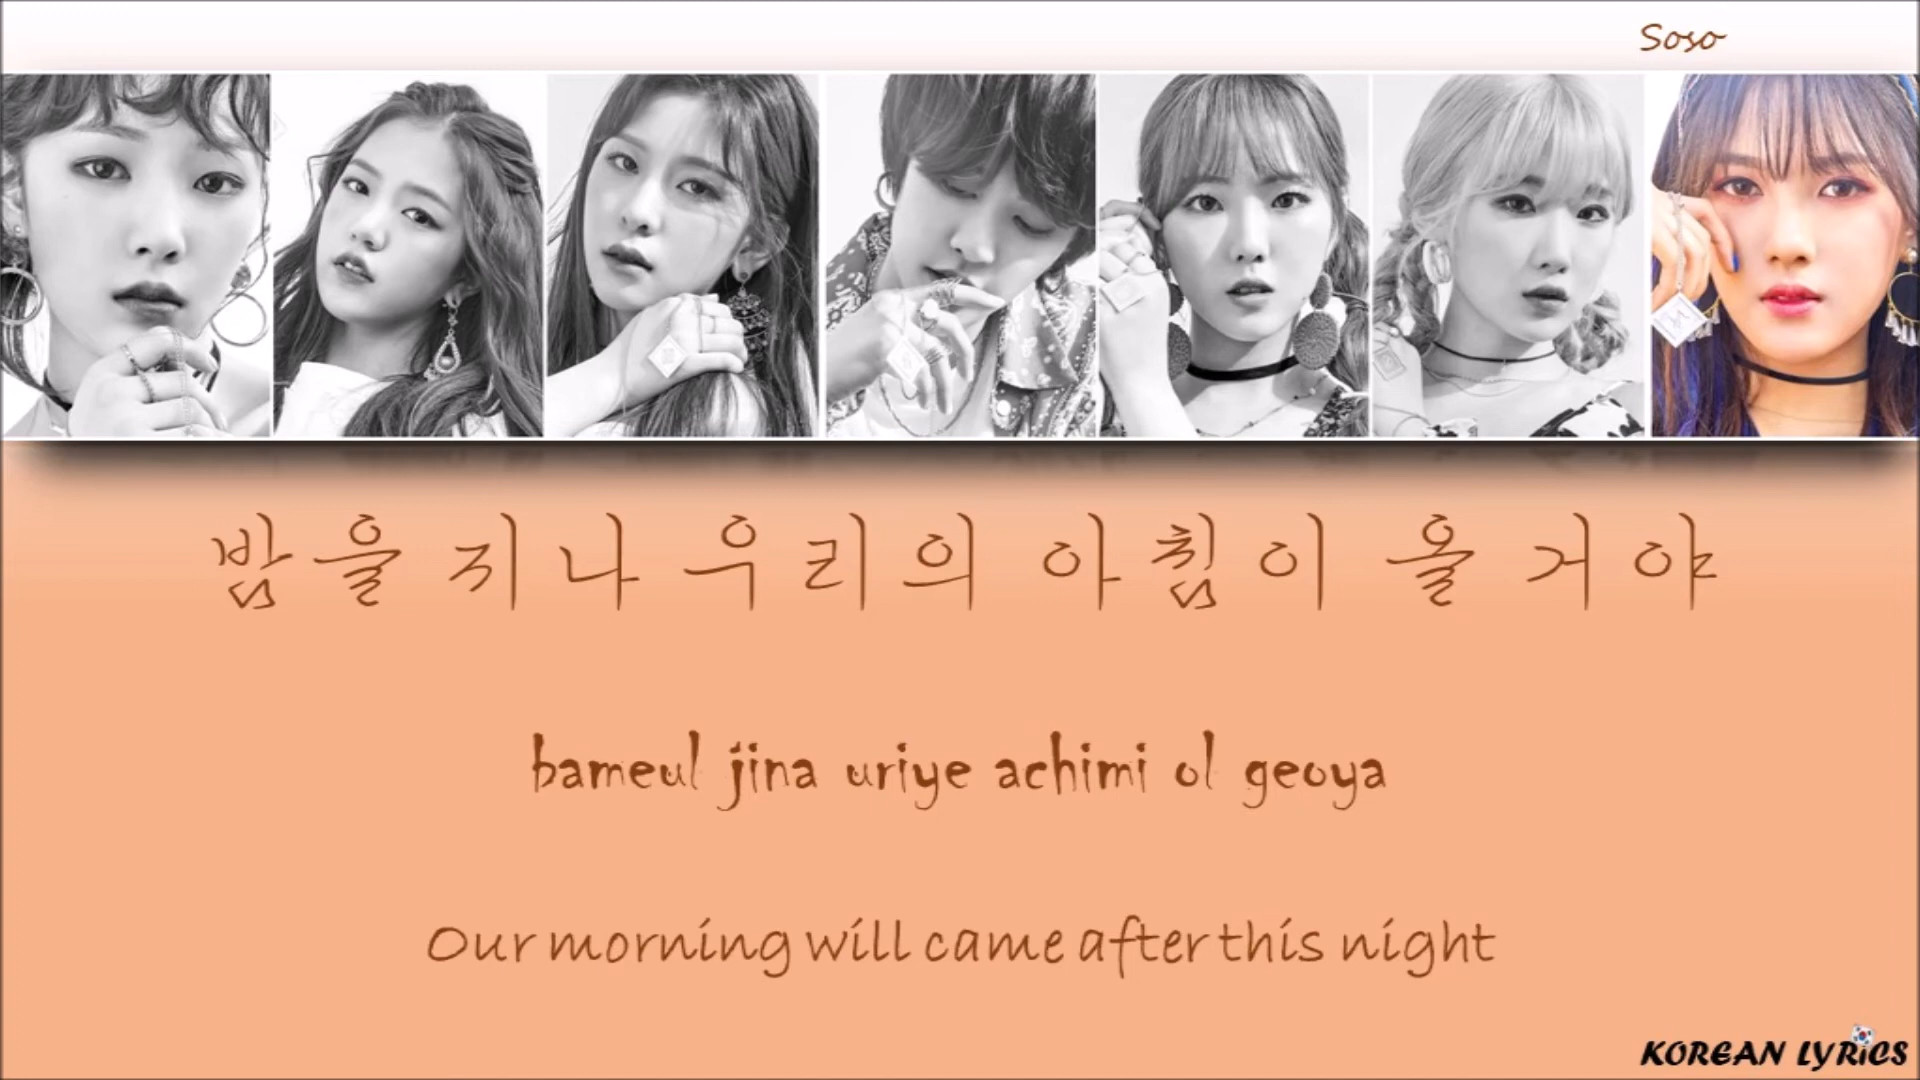 Soso
밤을 지나 우리의 아침이 올 거야
bameul jina uriye achimi ol geoya
Our morning will came after this night
KOREAN LYRICS